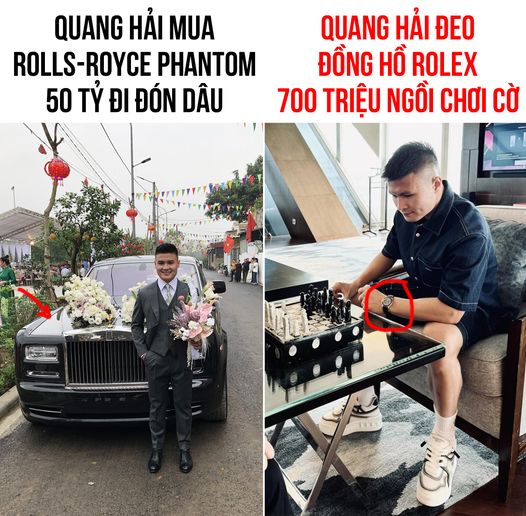 QUANG HẢI MUA
ROLLS-ROYCE PHANTOM
50 TỶ ĐI ĐÓN DÂU
QUANG HẢI ĐEO
ĐỒNG HỒ ROLEX
700 TRIỆU NGỒI CHƠI CỜ